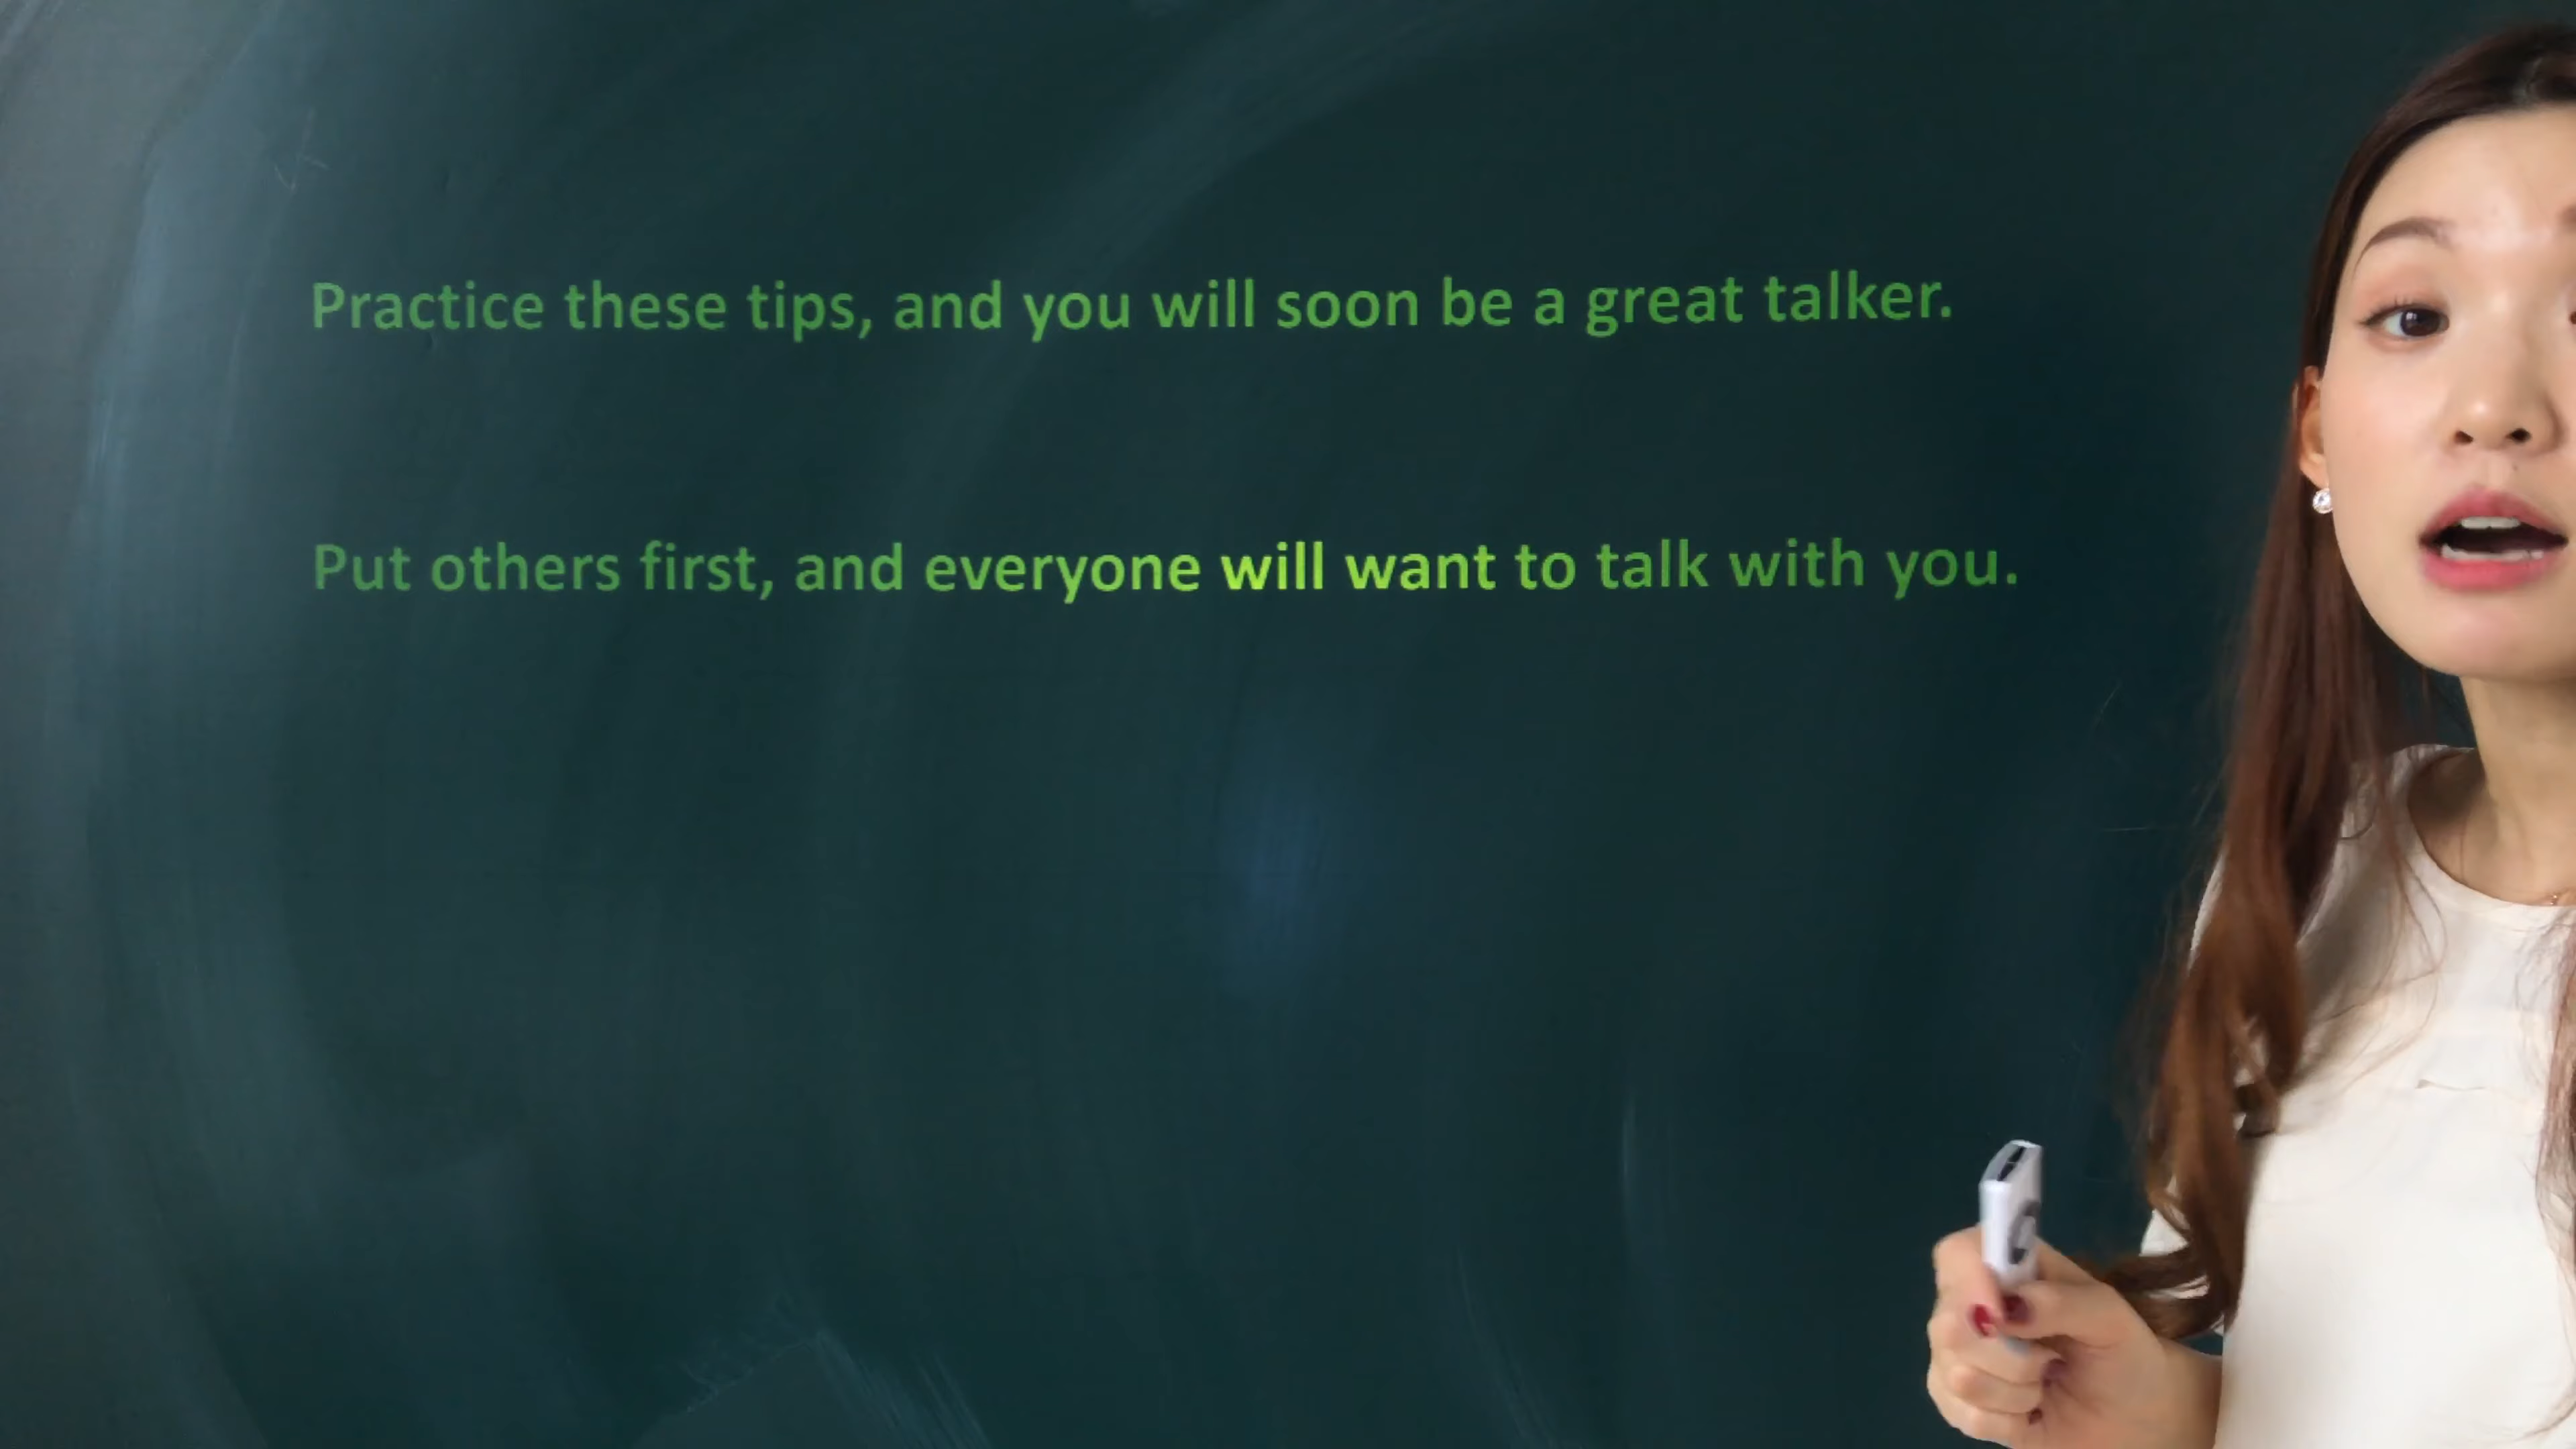 Practice these tips, and you will soon be a great talker.
Put others first, and everyone will want to talk with you.